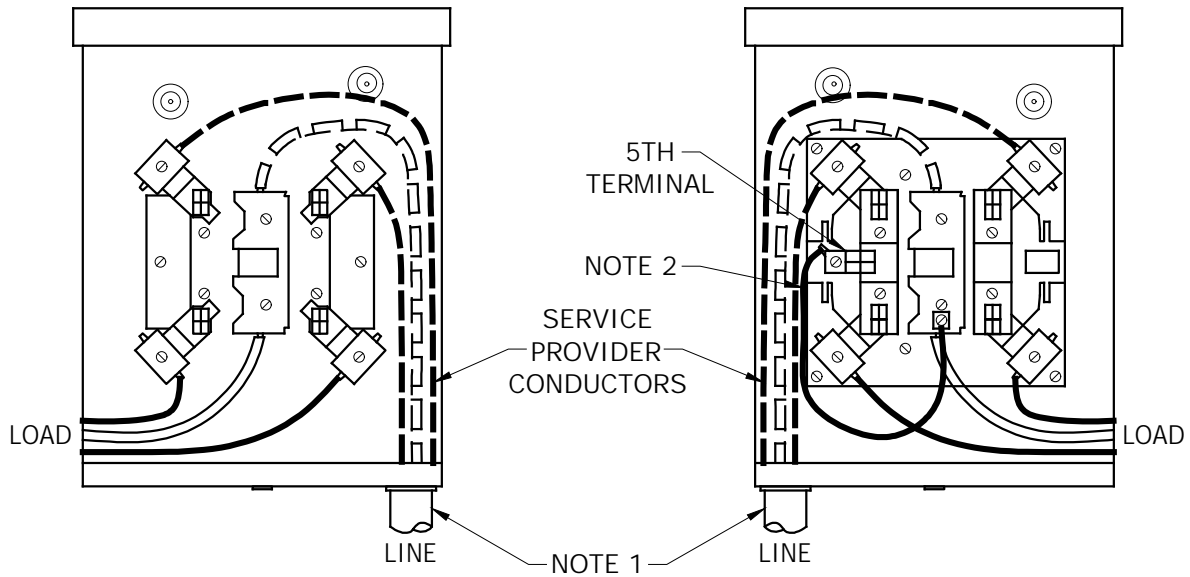 5TH
TERMINAL
NOTE 2
SERVICE
PROVIDER
CONDUCTORS
LOAD
LOAD
LINE
NOTE 1
LINE